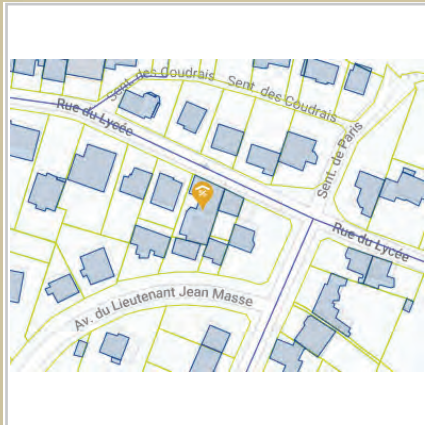 Sent. des Coudrais
Sent. des Coudrais
Rue du Lycée
Sent. de Paris
Rue du Lycée
Av. du Lieutenant Jean Masse